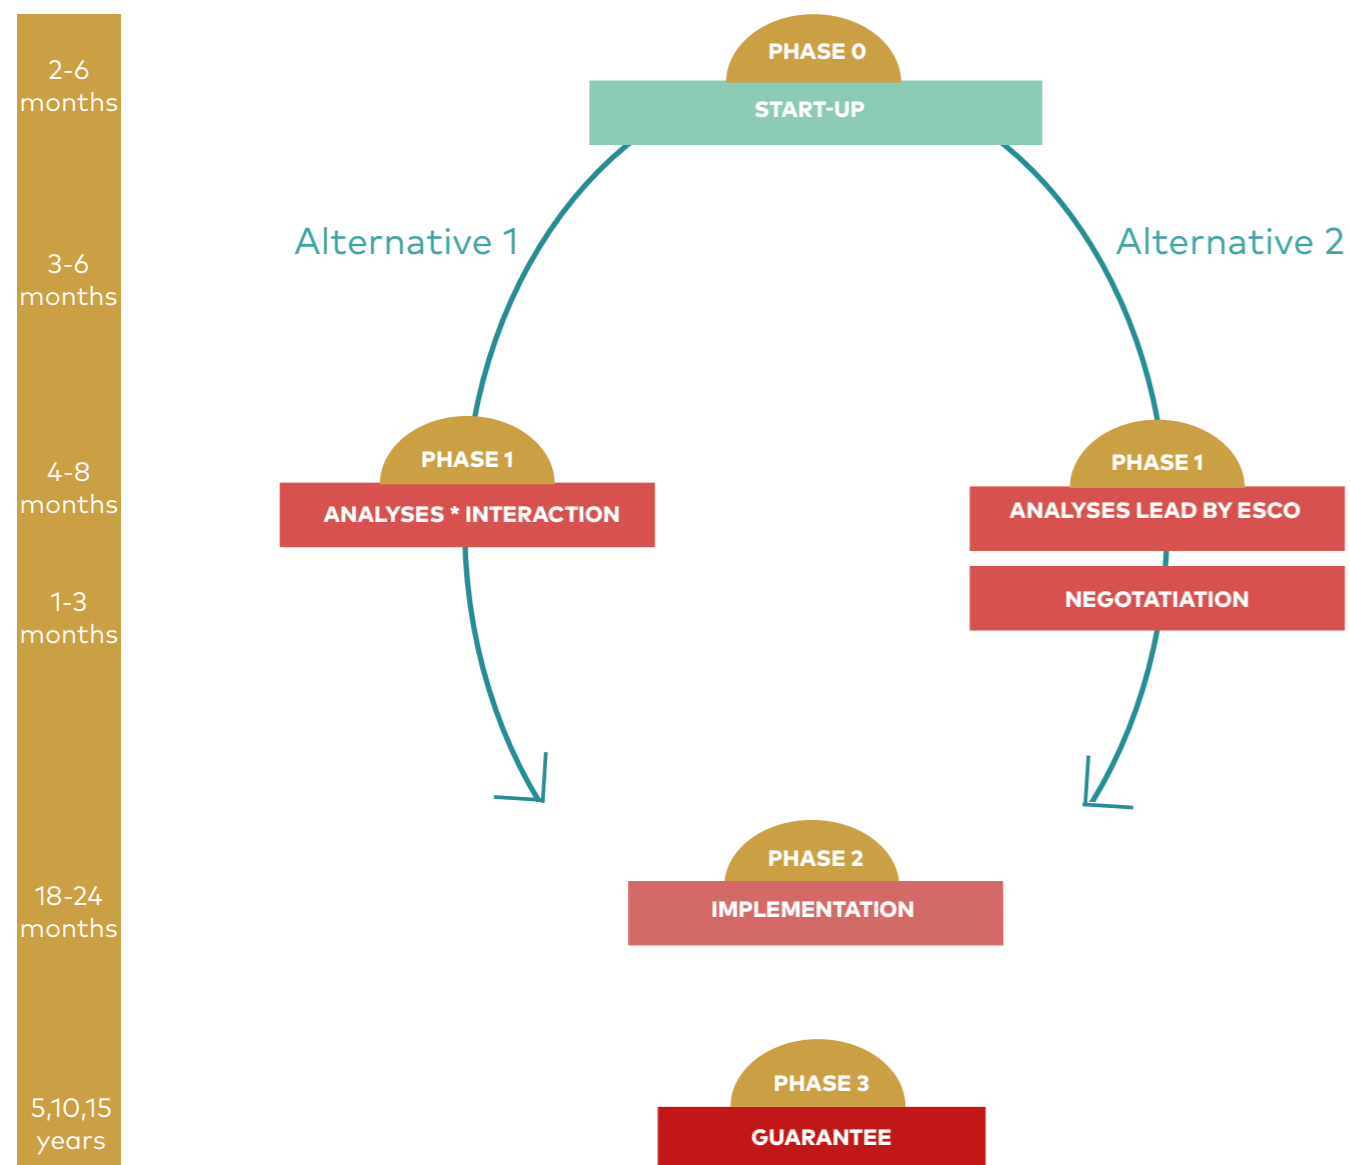 2-6
months
PHASE 0
START-UP
Alternative 1
Alternative 2
3-6
months
4-8
months
PHASE 1
ANALYSES * INTERACTION
PHASE 1
ANALYSES LEAD BY ESCO
1-3
months
NEGOTATIATION
18-24
months
PHASE 2
IMPLEMENTATION
5,10,15
years
PHASE 3
GUARANTEE